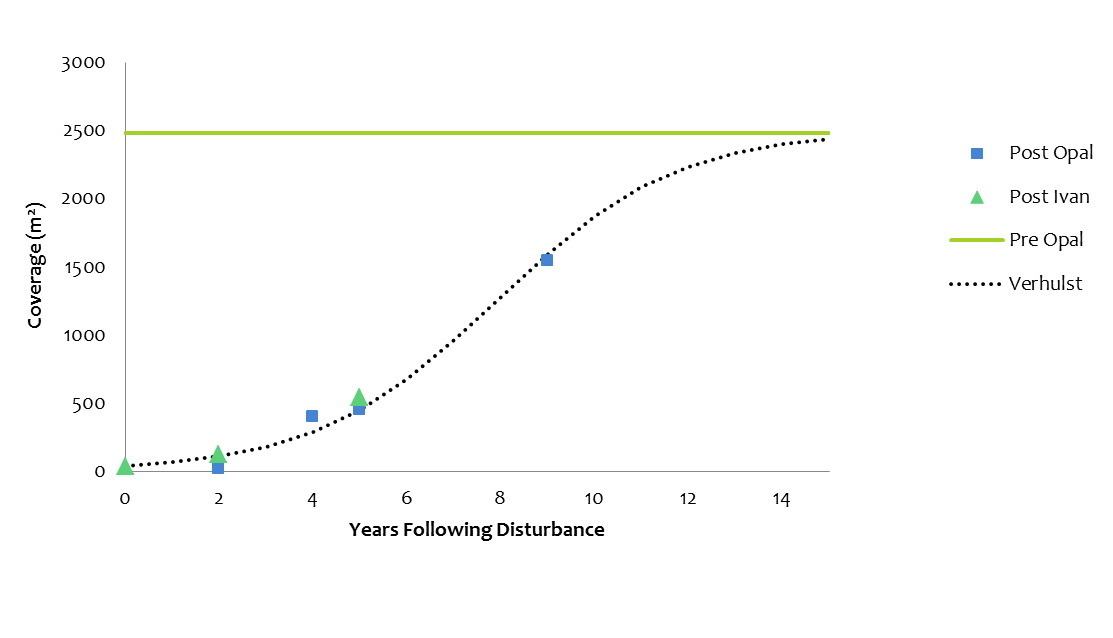 3000
2500
2000
1500
1000
500
0
Coverage (m²)
0 2 4 6 8 10 12 14
Years Following Disturbance
Post Opal
Post Ivan
Pre Opal
Verhulst